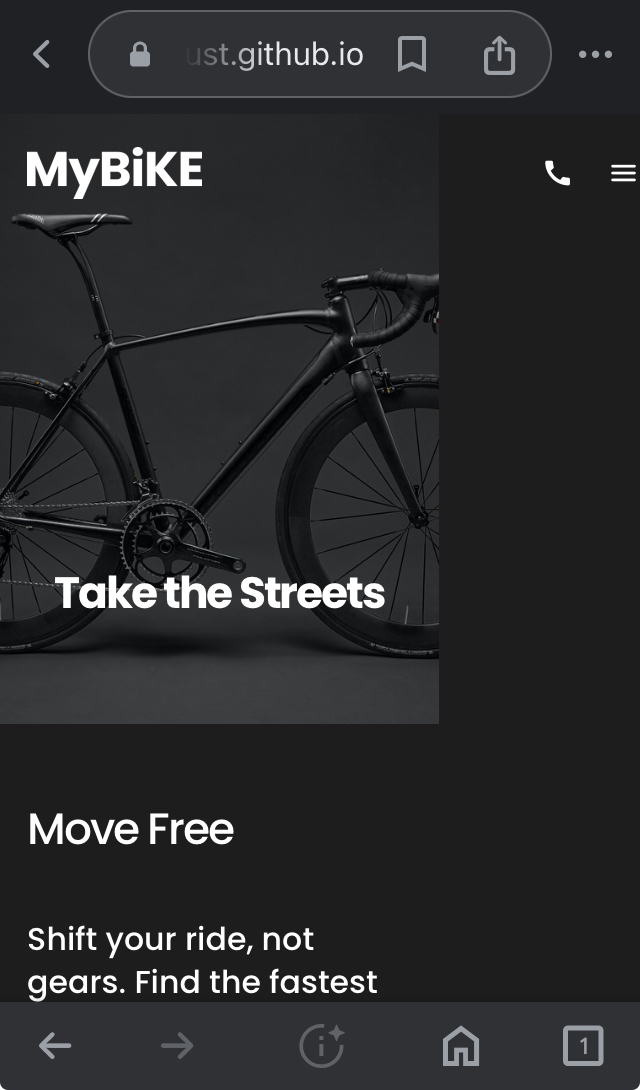 ust.github.io
MyBiKE
Take the Streets
Move Free
Shift your ride, not
gears. Find the fastest
1